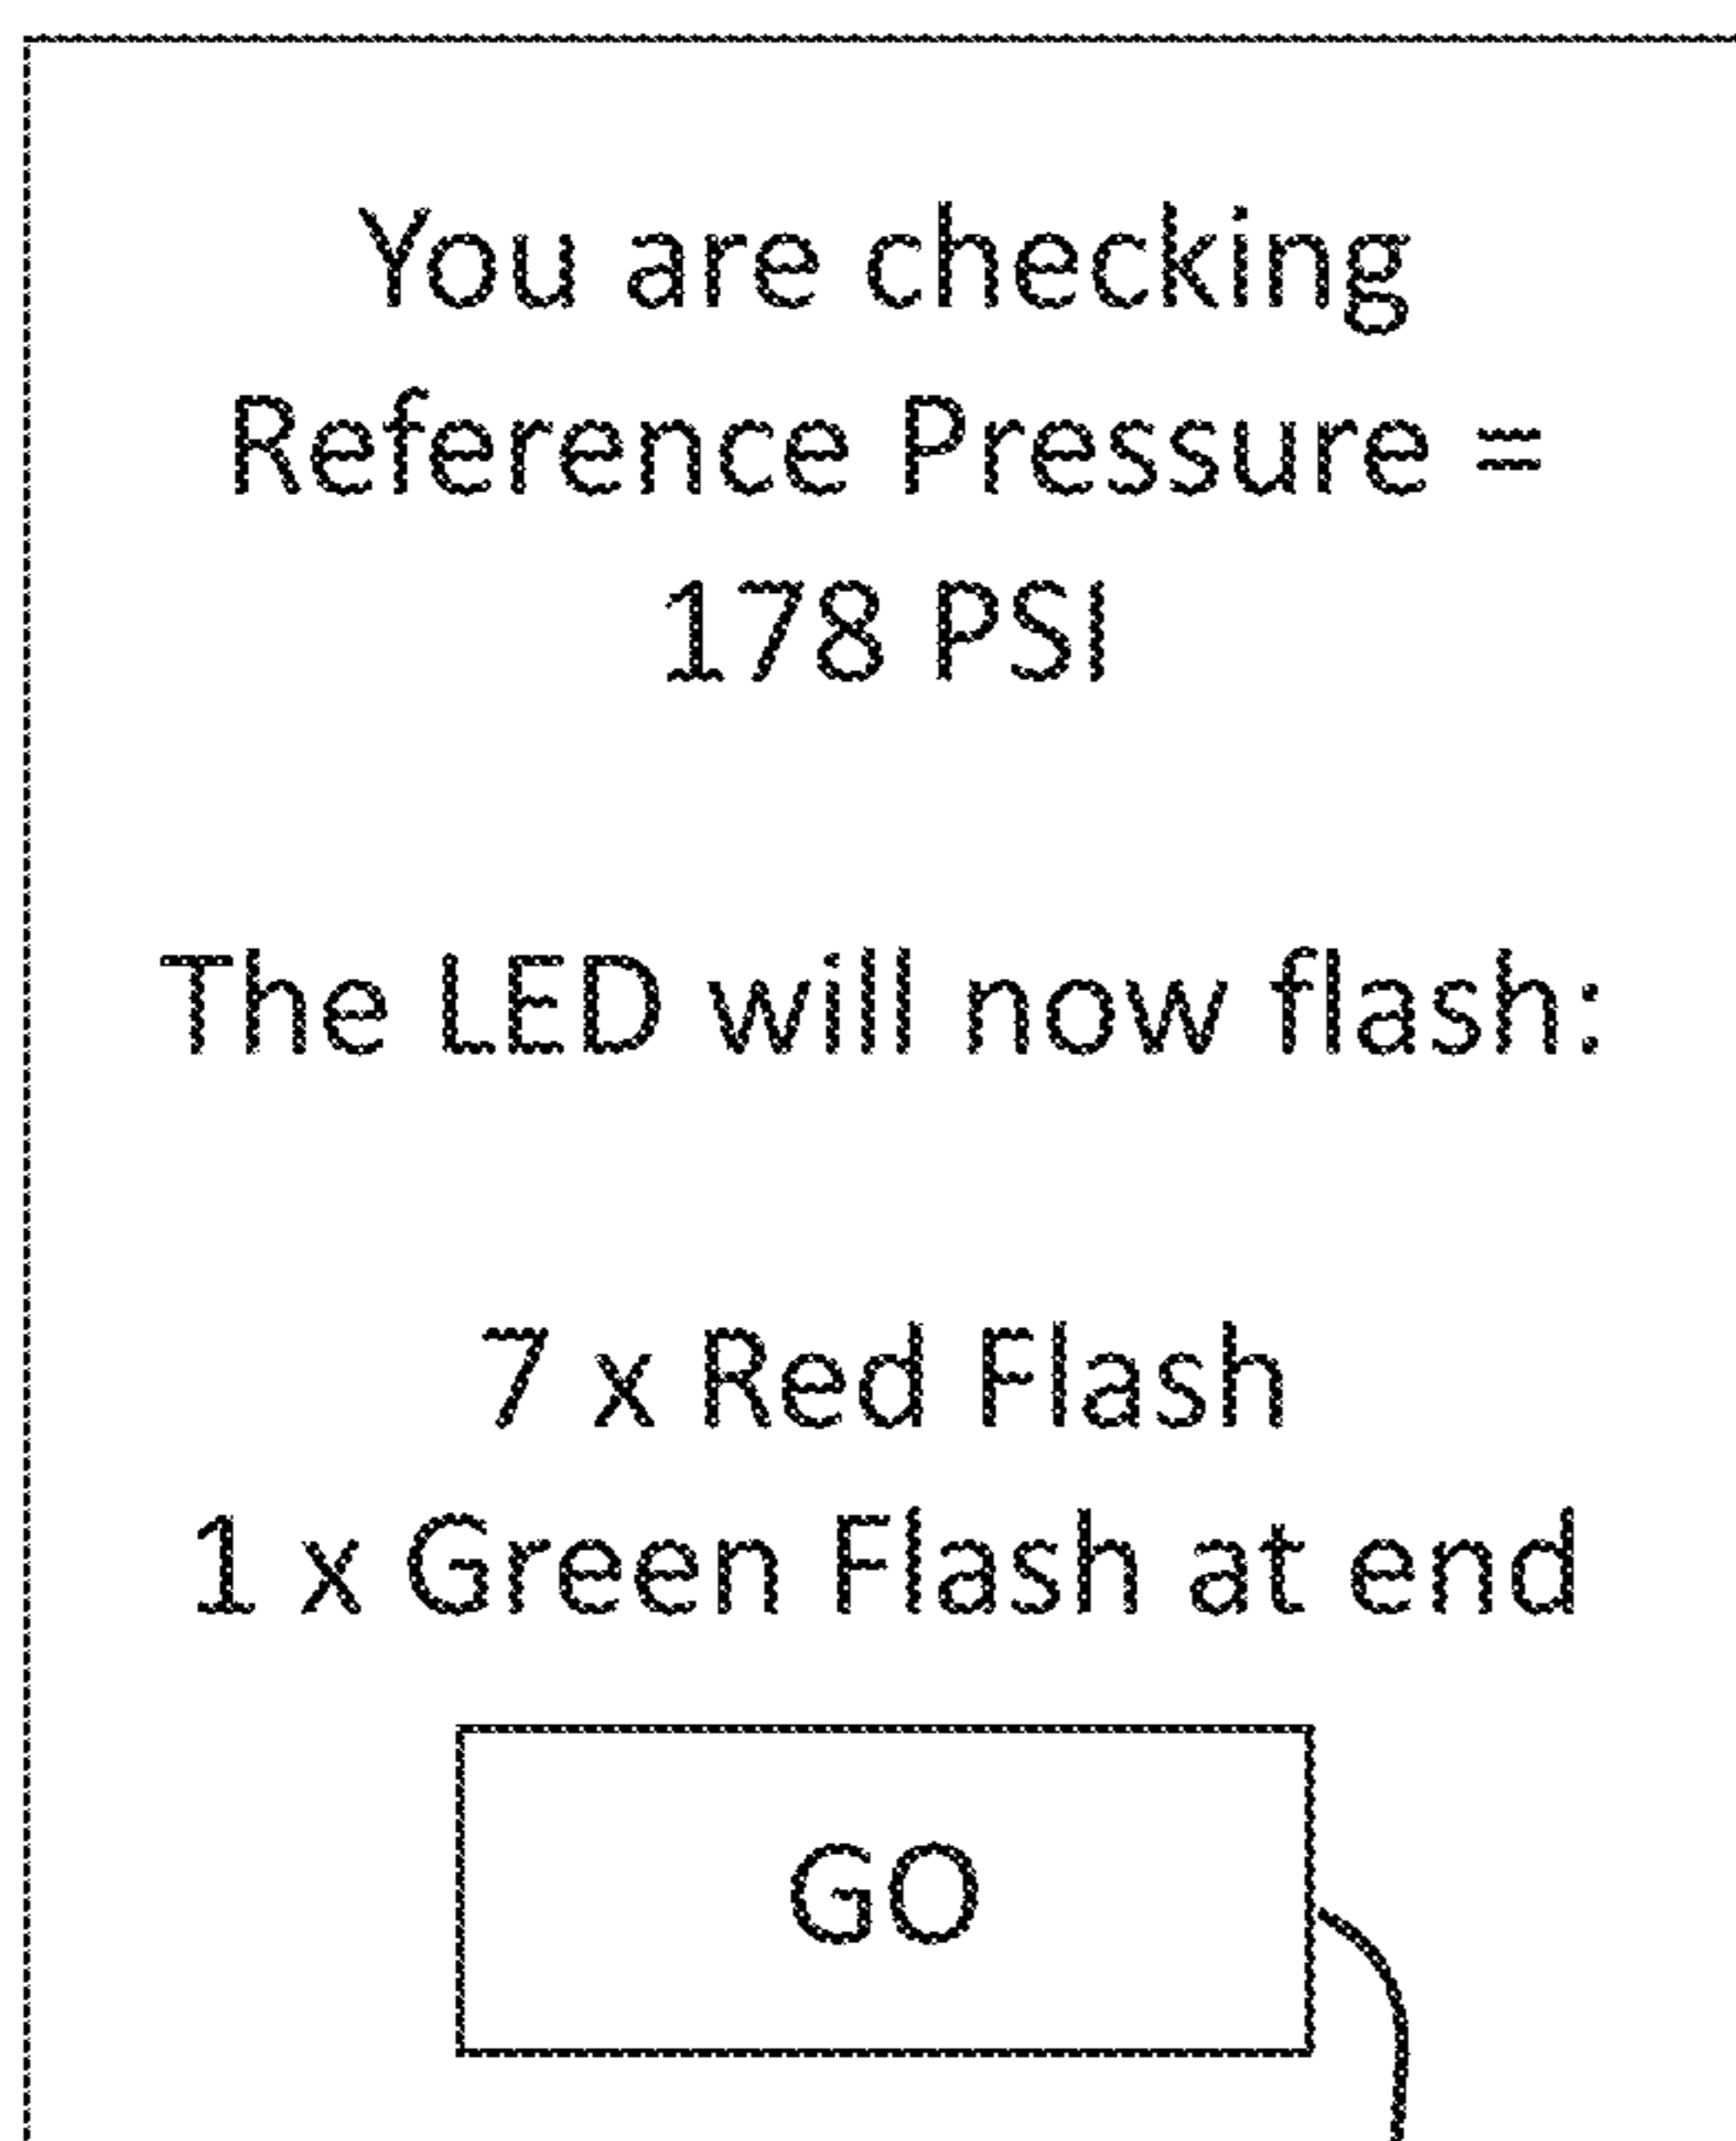 You are checking
Reference Pressure =
178 PSI
The LED will now flash:
7 x Red Flash
1 x Green Flash at end
GO